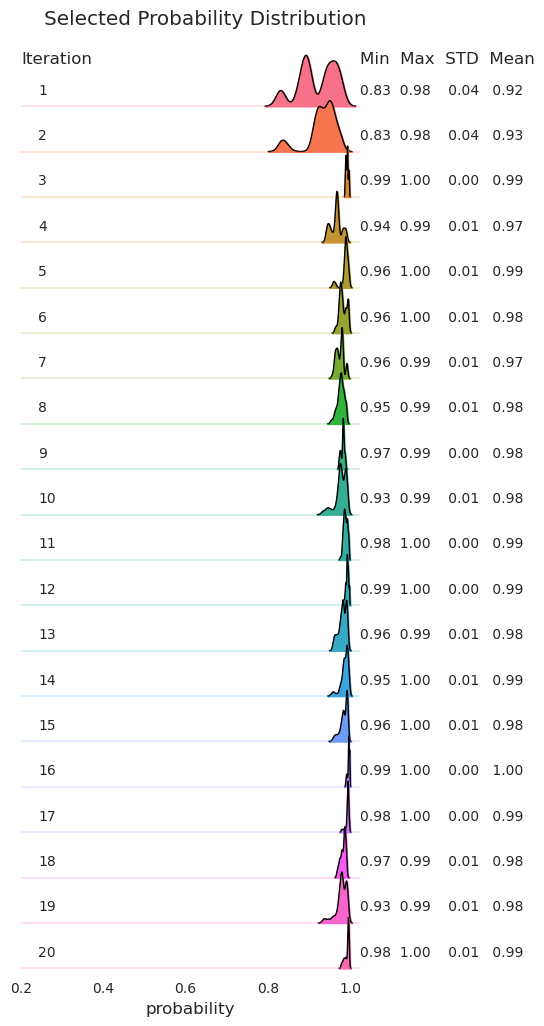 Selected Probability Distribution
Iteration Min Max STD Mean
1 0.83 0.98 0.04 0.92
2 0.83 0.98 0.04 0.93
3 0.99 1.00 0.00 0.99
4 0.94 0.99 0.01 0.97
5 0.96 1.00 0.01 0.99
6 0.96 1.00 0.01 0.98
7 0.96 0.99 0.01 0.97
8 0.95 0.99 0.01 0.98
9 0.97 0.99 0.00 0.98
10 0.93 0.99 0.01 0.98
11 0.98 1.00 0.00 0.99
12 0.99 1.00 0.00 0.99
13 0.96 0.99 0.01 0.98
14 0.95 1.00 0.01 0.99
15 0.96 1.00 0.01 0.98
16 0.99 1.00 0.00 1.00
17 0.98 1.00 0.00 0.99
18 0.97 0.99 0.01 0.98
19 0.93 0.99 0.01 0.98
20 0.98 1.00 0.01 0.99
0.2 0.4 0.6 0.8 1.0
probability